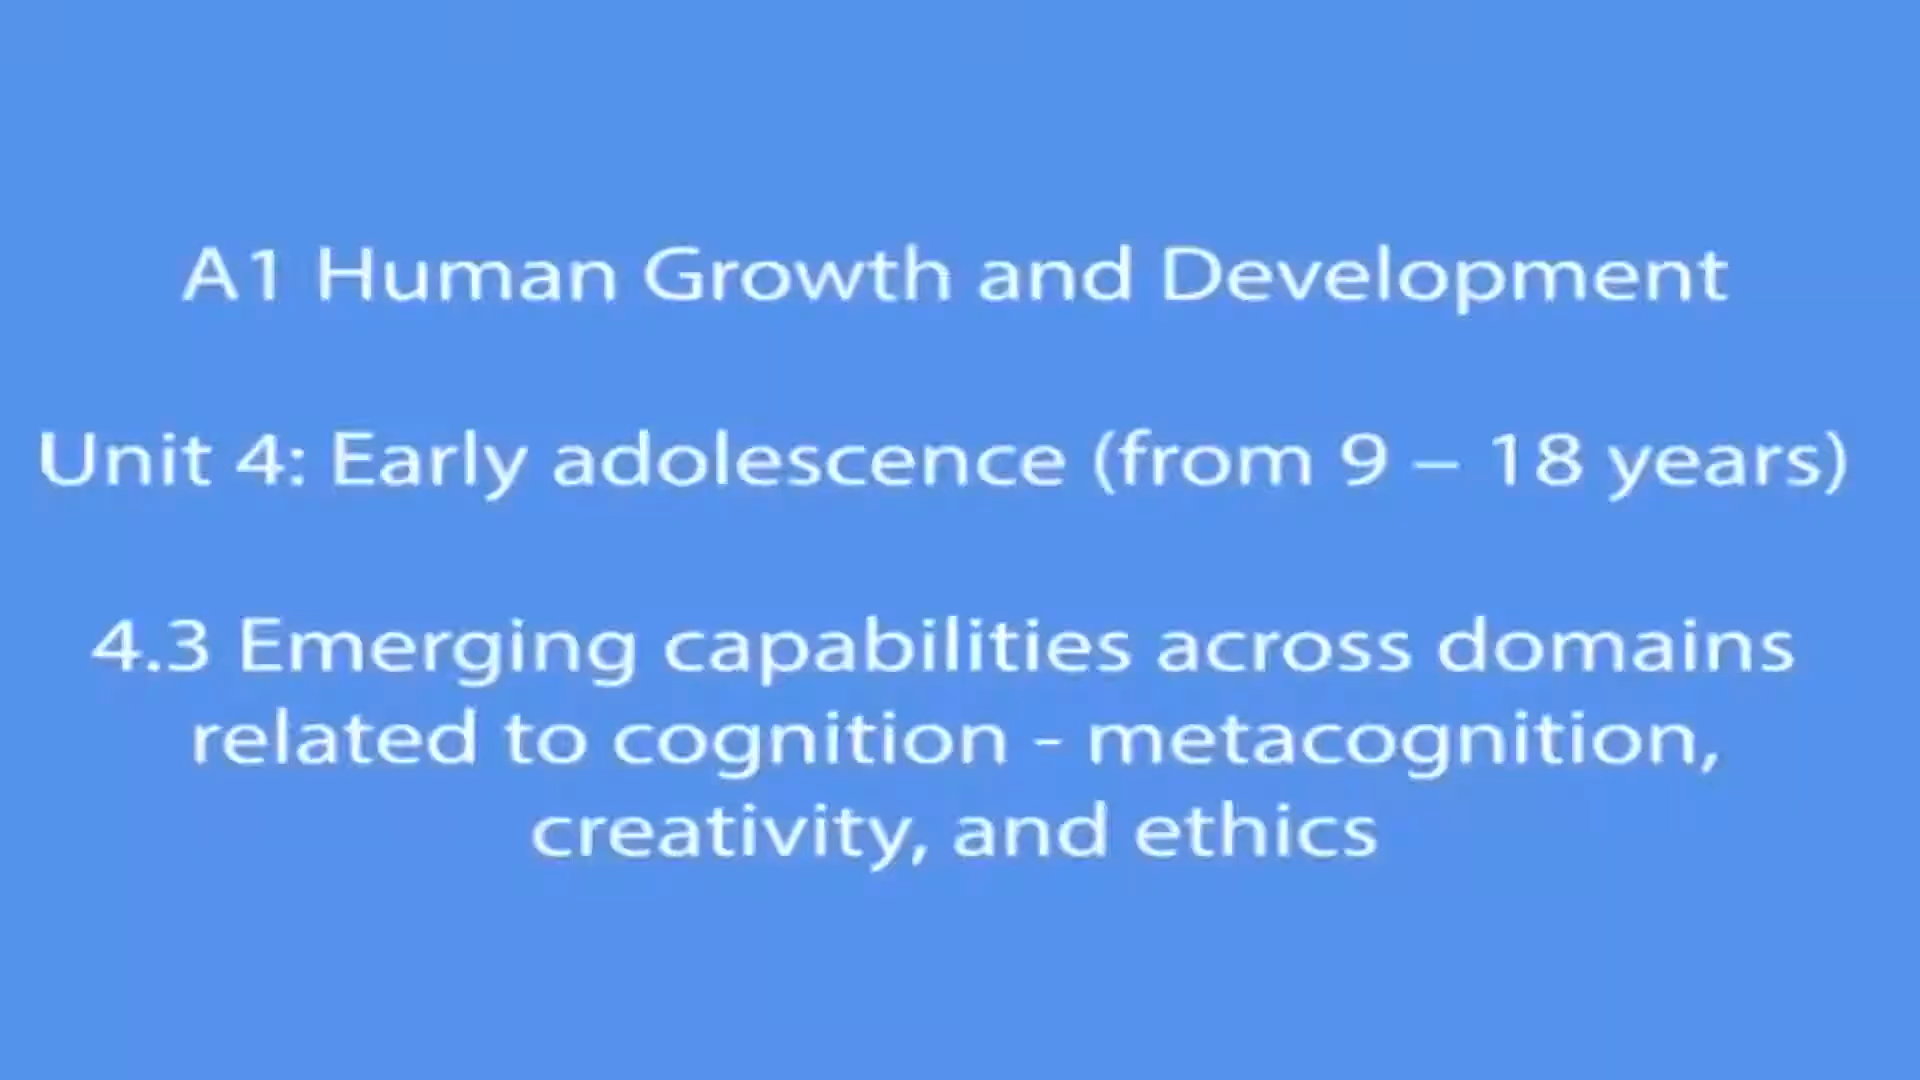 A1 Human Growth and Development
Unit 4: Early adolescence (from 9 – 18 years)
4.3 Emerging capabilities across domains
related to cognition - metacognition,
creativity, and ethics